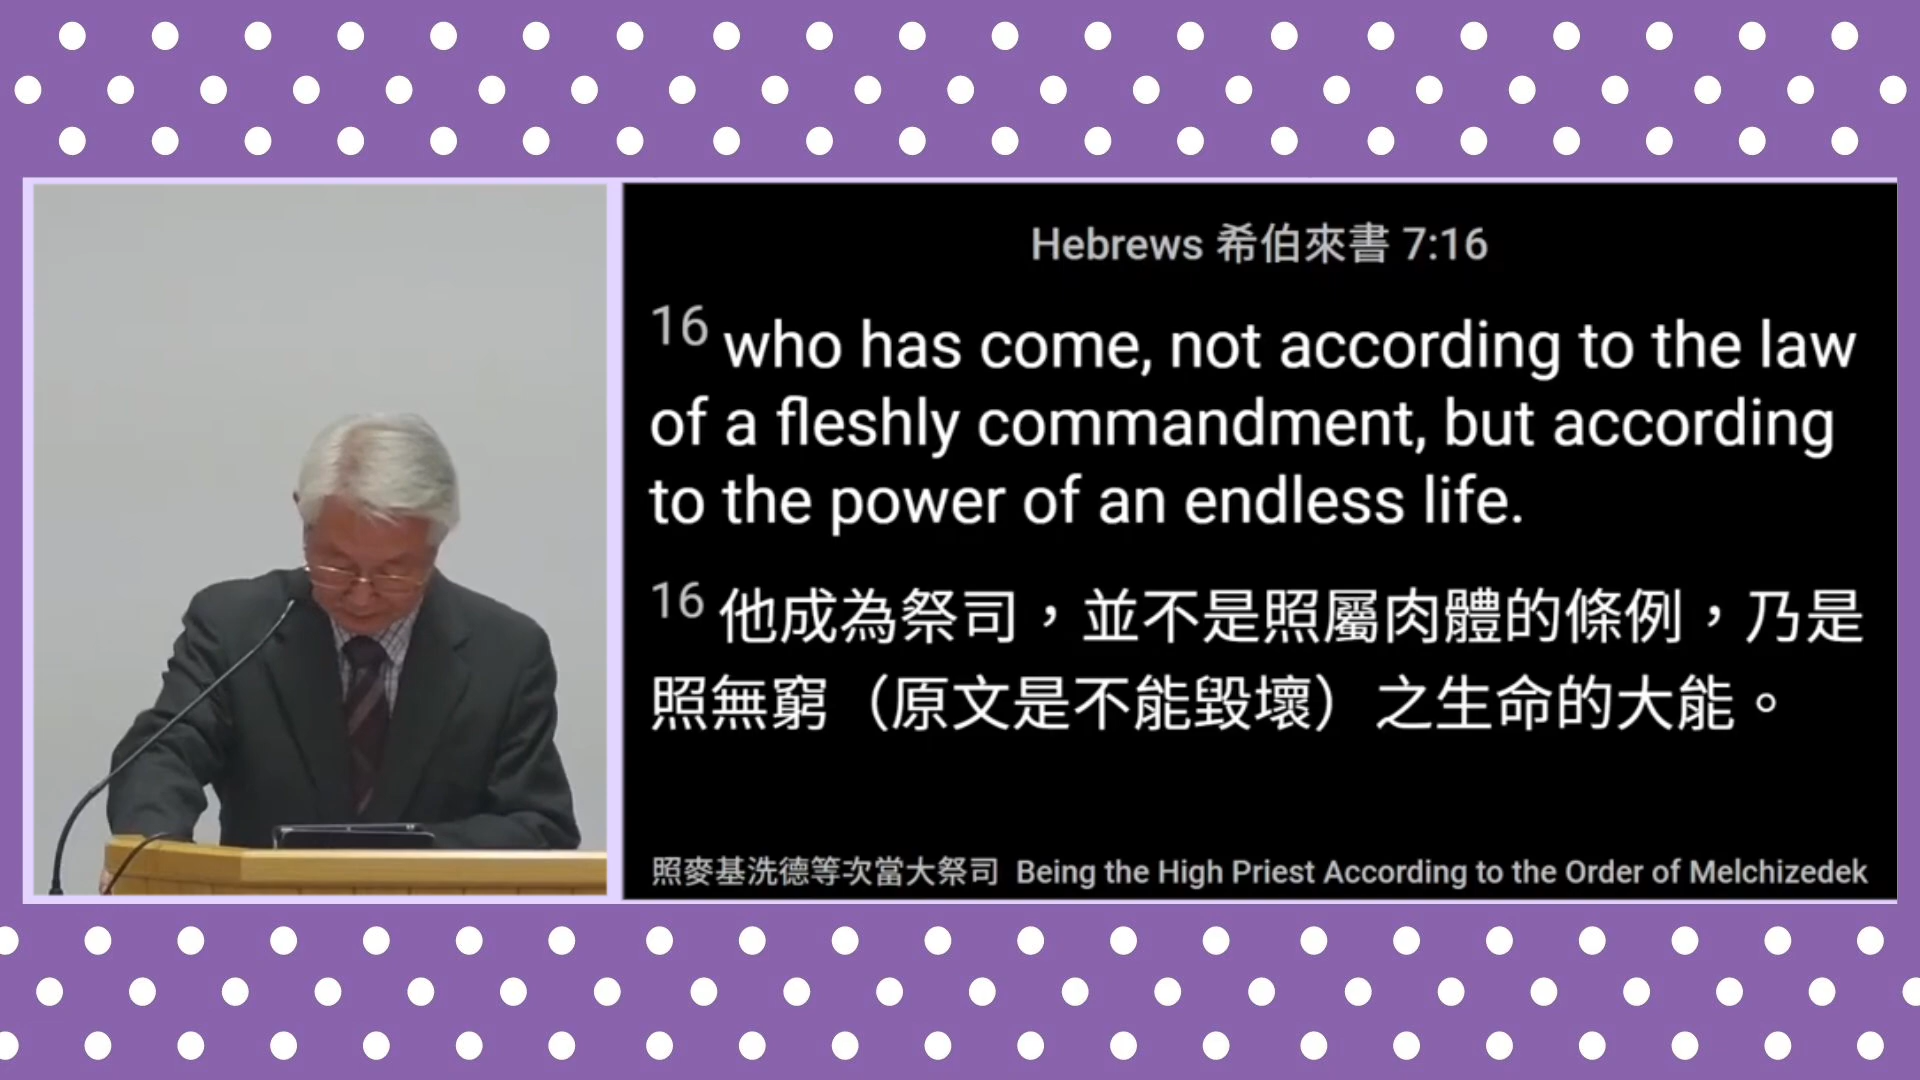 Hebrews 希伯來書 7:16
16 who has come, not according to the law
of a fleshly commandment, but according
to the power of an endless life.
16 他成為祭司，並不是照屬肉體的條例，乃是
照無窮（原文是不能毀壞）之生命的大能。
照麥基洗德等次當大祭司 Being the High Priest According to the Order of Melchizedek